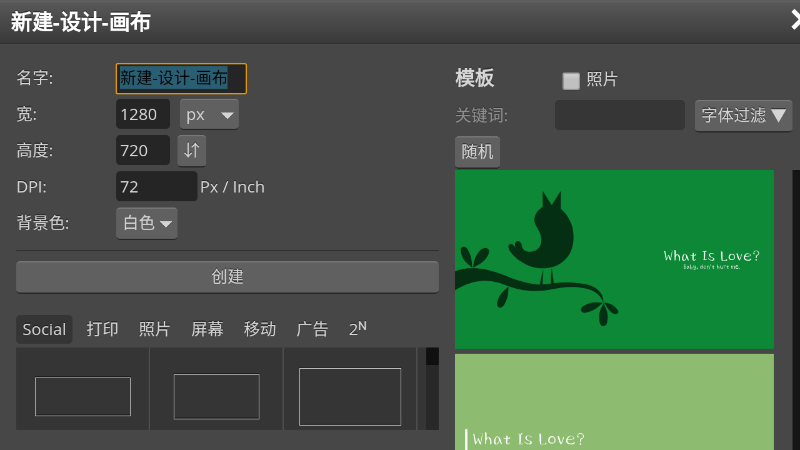 新建-设计-画布
名字: 新建-设计-画布
宽: 1280 px
高度: 720
DPI: 72 Px / Inch
背景色: 白色
创建
Social 打印 照片 屏幕 移动 广告 2ᴺ
模板 照片
关键词: 字体过滤
随机
What Is Love?
Baby, don't hurt me.
What Is Love?